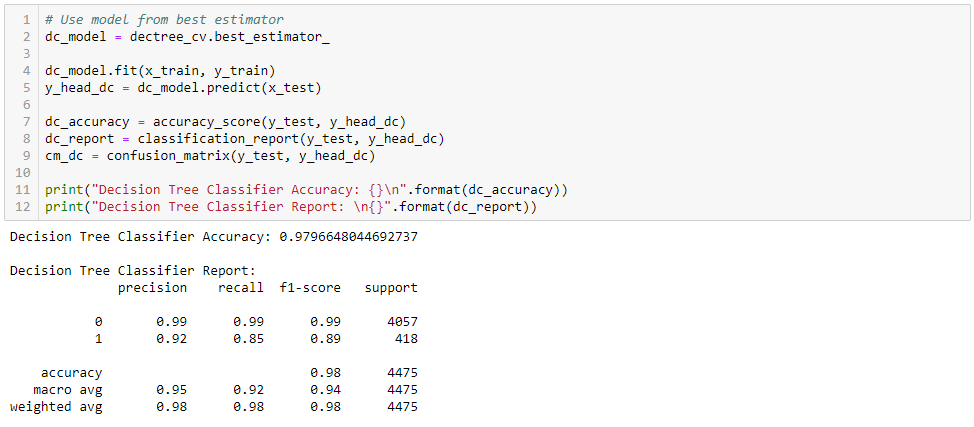 1 # Use model from best estimator
2 dc_model = dectree_cv.best_estimator_
3
4 dc_model.fit(x_train, y_train)
5 y_head_dc = dc_model.predict(x_test)
6
7 dc_accuracy = accuracy_score(y_test, y_head_dc)
8 dc_report = classification_report(y_test, y_head_dc)
9 cm_dc = confusion_matrix(y_test, y_head_dc)
10
11 print("Decision Tree Classifier Accuracy: {}\n".format(dc_accuracy))
12 print("Decision Tree Classifier Report: \n{}".format(dc_report))
Decision Tree Classifier Accuracy: 0.9796648044692737
Decision Tree Classifier Report:
precision recall f1-score support
0 0.99 0.99 0.99 4057
1 0.92 0.85 0.89 418
accuracy 0.98 4475
macro avg 0.95 0.92 0.94 4475
weighted avg 0.98 0.98 0.98 4475